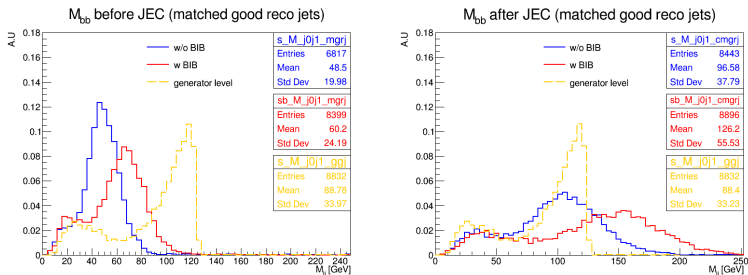 M_bb before JEC (matched good reco jets)
A.U
0.18
0.16
0.14
0.12
0.1
0.08
0.06
0.04
0.02
0
w/o BIB
w BIB
generator level
s_M_j0j1_mgrj
Entries 6817
Mean 48.5
Std Dev 19.98
sb_M_j0j1_mgrj
Entries 8399
Mean 60.2
Std Dev 24.19
s_M_j0j1_ggj
Entries 8832
Mean 88.78
Std Dev 33.97
0 20 40 60 80 100 120 140 160 180 200 220 240
M_jj [GeV]
M_bb after JEC (matched good reco jets)
A.U
0.18
0.16
0.14
0.12
0.1
0.08
0.06
0.04
0.02
0
w/o BIB
w BIB
generator level
s_M_j0j1_cmgrj
Entries 8443
Mean 96.58
Std Dev 37.79
sb_M_j0j1_cmgrj
Entries 8896
Mean 126.2
Std Dev 55.53
s_M_j0j1_ggj
Entries 8832
Mean 88.4
Std Dev 33.23
0 50 100 150 200 250
M_jj [GeV]